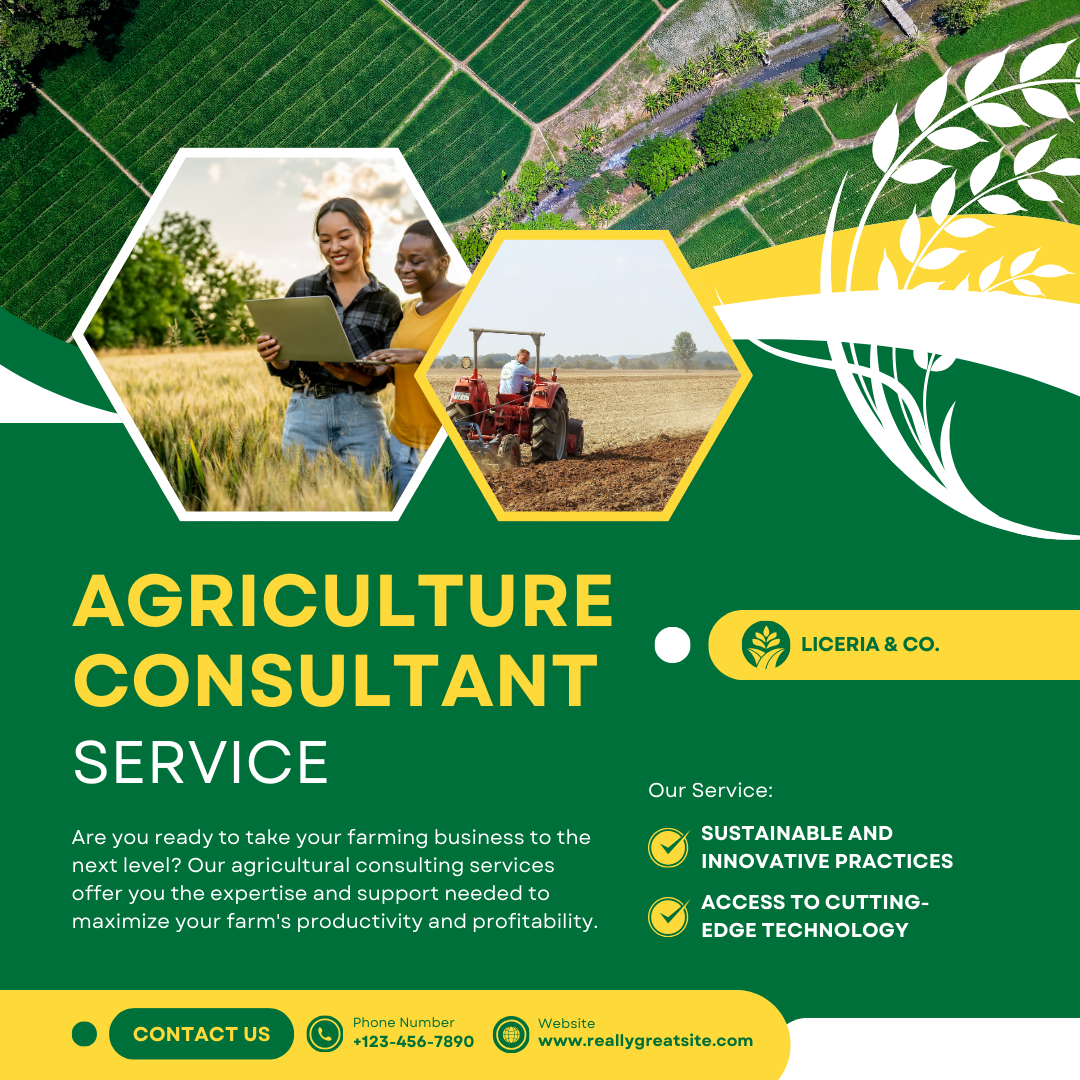 AGRICULTURE
CONSULTANT
SERVICE
LICERIA & CO.
Are you ready to take your farming business to the
next level? Our agricultural consulting services
offer you the expertise and support needed to
maximize your farm's productivity and profitability.
Our Service:
SUSTAINABLE AND
INNOVATIVE PRACTICES
ACCESS TO CUTTING-
EDGE TECHNOLOGY
CONTACT US
Phone Number
+123-456-7890
Website
www.reallygreatsite.com